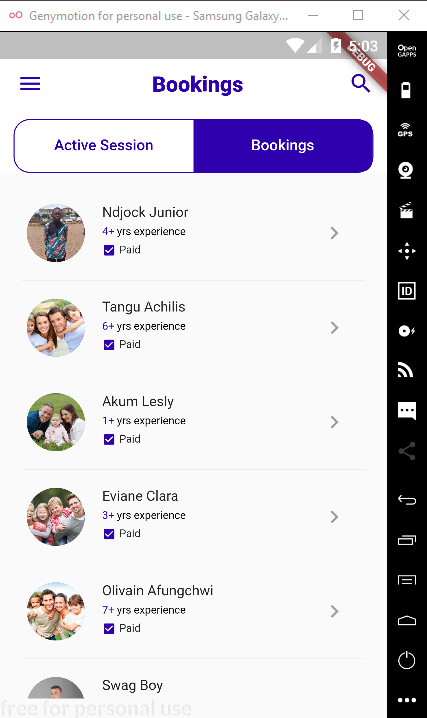 Genymotion for personal use - Samsung Galaxy...
5:03
DEBUG
Open
GAPPS
Bookings
Active Session
Bookings
GPS
Ndjock Junior
4+ yrs experience
Paid
ID
Tangu Achilis
6+ yrs experience
Paid
Akum Lesly
1+ yrs experience
Paid
Eviane Clara
3+ yrs experience
Paid
Olivain Afungchwi
7+ yrs experience
Paid
Swag Boy
free for personal use